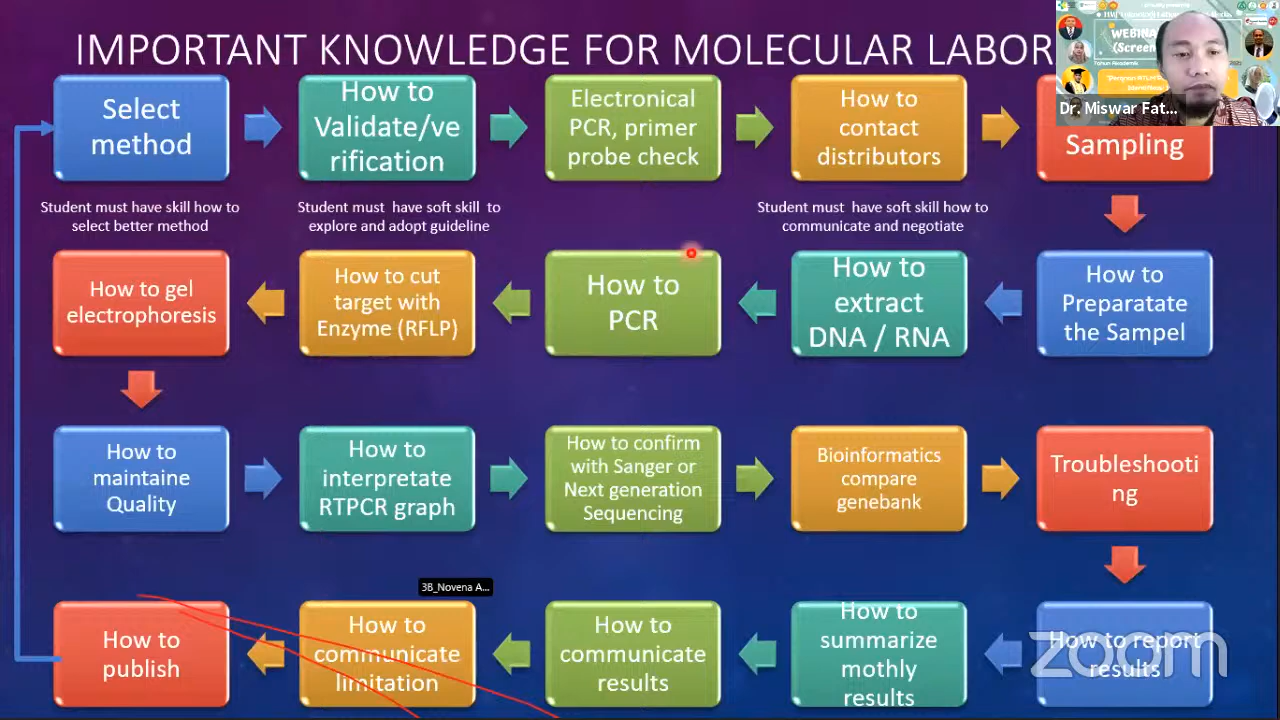 IMPORTANT KNOWLEDGE FOR MOLECULAR LABOR
WEBINA
(Screen
Tahun Akademik
Dr. Miswar Fat...
Select
method
How to
Validate/ve
rification
Electronical
PCR, primer
probe check
How to
contact
distributors
Sampling
Student must have skill how to
select better method
Student must have soft skill to
explore and adopt guideline
Student must have soft skill how to
communicate and negotiate
How to gel
electrophoresis
How to cut
target with
Enzyme (RFLP)
How to
PCR
How to
extract
DNA / RNA
How to
Preparatate
the Sampel
How to
maintaine
Quality
How to
interpretate
RTPCR graph
How to confirm
with Sanger or
Next generation
Sequencing
Bioinformatics
compare
genebank
Troubleshooti
ng
3B_Novena A...
How to
publish
How to
communicate
limitation
How to
communicate
results
How to
summarize
mothly
results
How to report
results
zoom